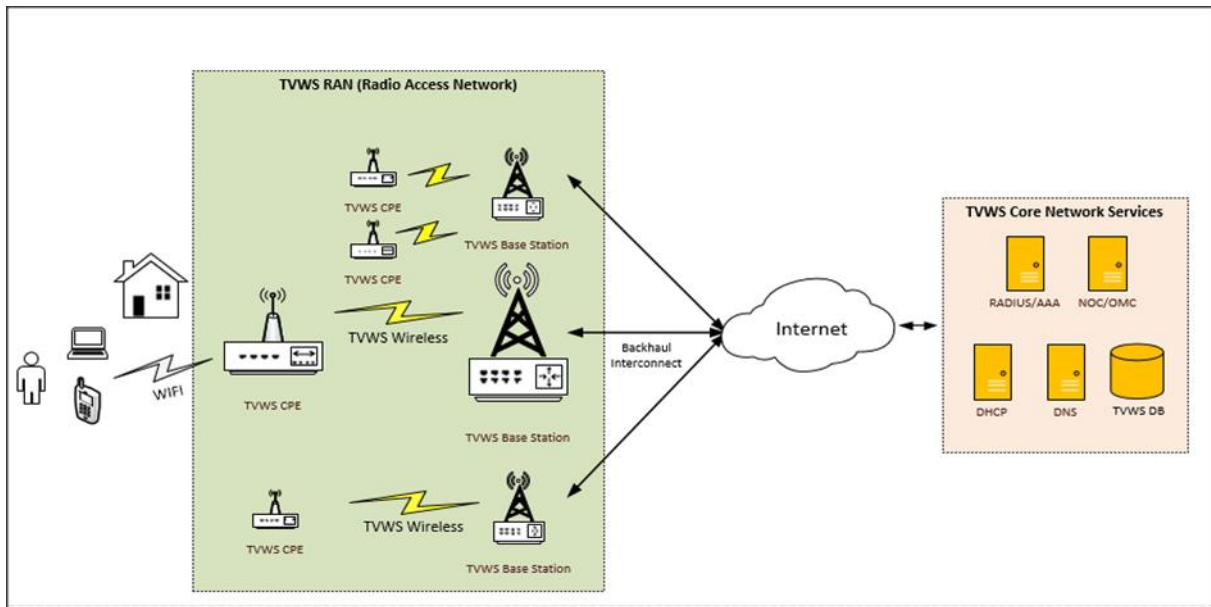 TVWS RAN (Radio Access Network)
TVWS CPE
TVWS Base Station
TVWS CPE
TVWS Wireless
WIFI
TVWS CPE
TVWS Base Station
TVWS Wireless
TVWS CPE
TVWS Base Station
Backhaul
Interconnect
Internet
TVWS Core Network Services
RADIUS/AAA
NOC/OMC
DHCP
DNS
TVWS DB